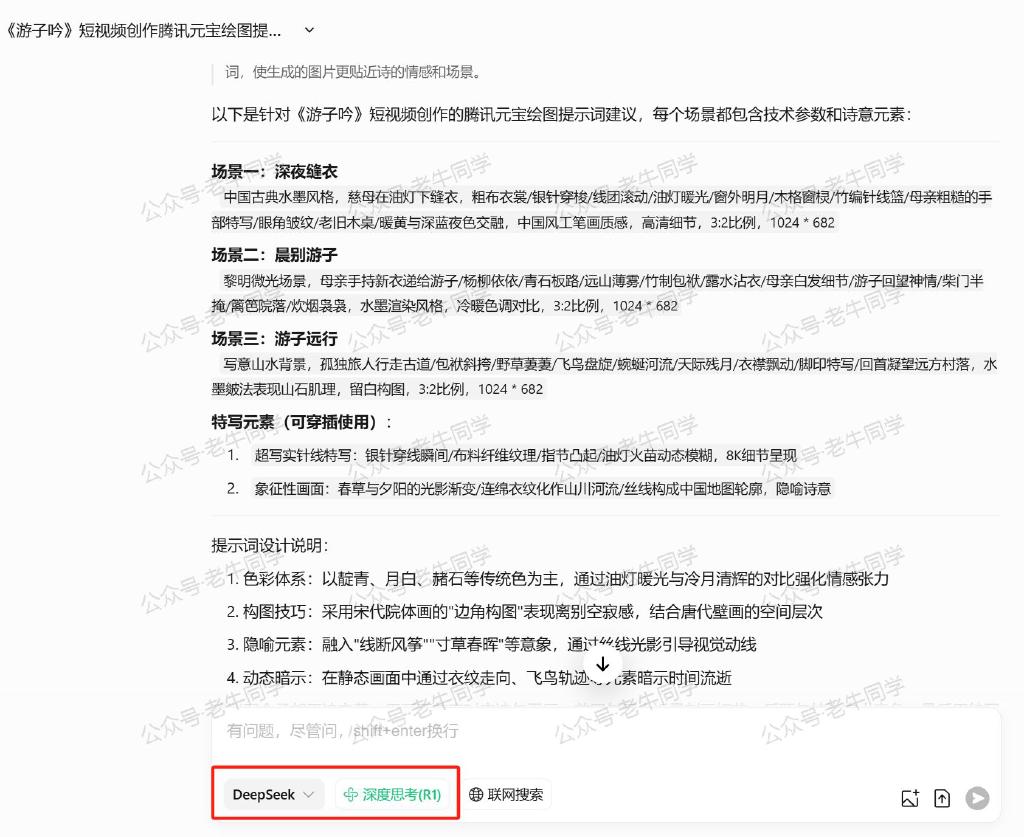 《游子吟》短视频创作腾讯元宝绘图提...
词，使生成的图片更贴近诗的情感和场景。
以下是针对《游子吟》短视频创作的腾讯元宝绘图提示词建议，每个场景都包含技术参数和诗意元素：
场景一：深夜缝衣
中国古典水墨风格，慈母在油灯下缝衣，粗布衣裳/银针穿梭/线团滚动/油灯暖光/窗外明月/木格窗棂/竹编针线篮/母亲粗糙的手
部特写/眼角皱纹/老旧木桌/暖黄与深蓝夜色交融，中国风工笔画质感，高清细节，3:2比例，1024 * 682
场景二：晨别游子
黎明微光场景，母亲手持新衣递给游子/杨柳依依/青石板路/远山薄雾/竹制包袱/露水沾衣/母亲白发细节/游子回望神情/柴门半
掩/篱笆院落/炊烟袅袅，水墨渲染风格，冷暖色调对比，3:2比例，1024 * 682
场景三：游子远行
写意山水背景，孤独旅人行走古道/包袱斜挎/野草萋萋/飞鸟盘旋/蜿蜒河流/天际残月/衣襟飘动/脚印特写/回首凝望远方村落，水
墨皴法表现山石肌理，留白构图，3:2比例，1024 * 682
特写元素（可穿插使用）：
1. 超写实针线特写：银针穿线瞬间/布料纤维纹理/指节凸起/油灯火苗动态模糊，8K细节呈现
2. 象征性画面：春草与夕阳的光影渐变/连绵衣纹化作山川河流/丝线构成中国地图轮廓，隐喻诗意
提示词设计说明：
1. 色彩体系：以靛青、月白、赭石等传统色为主，通过油灯暖光与冷月清辉的对比强化情感张力
2. 构图技巧：采用宋代院体画的"边角构图"表现离别空寂感，结合唐代壁画的空间层次
3. 隐喻元素：融入"线断风筝""寸草春晖"等意象，通过丝线光影引导视觉动线
4. 动态暗示：在静态画面中通过衣纹走向、飞鸟轨迹等元素暗示时间流逝
有问题，尽管问，shift+enter换行
DeepSeek 深度思考(R1) 联网搜索
公众号·老牛同学